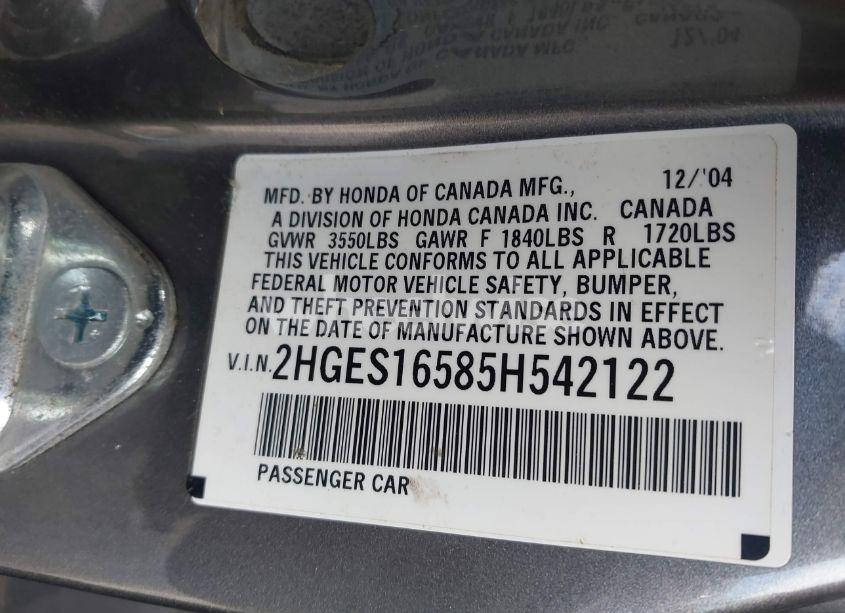 MFD. BY HONDA OF CANADA MFG., 12/'04
A DIVISION OF HONDA CANADA INC. CANADA
GVWR 3550LBS GAWR F 1840LBS R 1720LBS
THIS VEHICLE CONFORMS TO ALL APPLICABLE
FEDERAL MOTOR VEHICLE SAFETY, BUMPER,
AND THEFT PREVENTION STANDARDS IN EFFECT
ON THE DATE OF MANUFACTURE SHOWN ABOVE.
V.I.N. 2HGES16585H542122
PASSENGER CAR